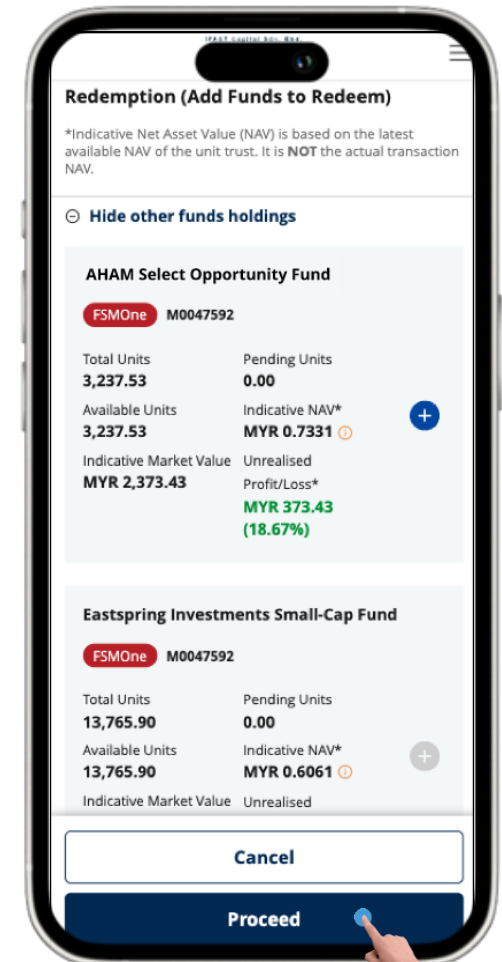 iFAST Capital Sdn. Bhd.
Redemption (Add Funds to Redeem)
*Indicative Net Asset Value (NAV) is based on the latest
available NAV of the unit trust. It is NOT the actual transaction
NAV.
Hide other funds holdings
AHAM Select Opportunity Fund
FSMOne M0047592
Total Units Pending Units
3,237.53 0.00
Available Units Indicative NAV*
3,237.53 MYR 0.7331
Indicative Market Value Unrealised
MYR 2,373.43 Profit/Loss*
MYR 373.43
(18.67%)
Eastspring Investments Small-Cap Fund
FSMOne M0047592
Total Units Pending Units
13,765.90 0.00
Available Units Indicative NAV*
13,765.90 MYR 0.6061
Indicative Market Value Unrealised
Cancel
Proceed